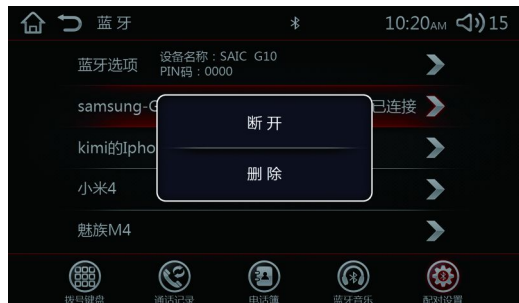 蓝牙
10:20AM 15
蓝牙选项
设备名称：SAIC G10
PIN码：0000
samsung-G
已连接
断开
kimi的Ipho
删除
小米4
魅族M4
拨号键盘 通话记录 电话簿 蓝牙音乐 配对设置